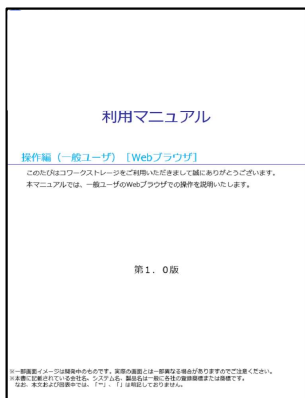 利用マニュアル
操作編（一般ユーザ）［Webブラウザ］
このたびはコワークストレージをご利用いただきまして誠にありがとうございます。
本マニュアルでは、一般ユーザのWebブラウザでの操作を説明いたします。
第１．０版
※一部画面イメージは開発中のものです。実際の画面とは一部異なる場合がありますのでご注意ください。
※本書に記載されている会社名、システム名、製品名は一般に各社の登録商標または商標です。
なお、本文および図表中では、「™」、「」は明記しておりません。